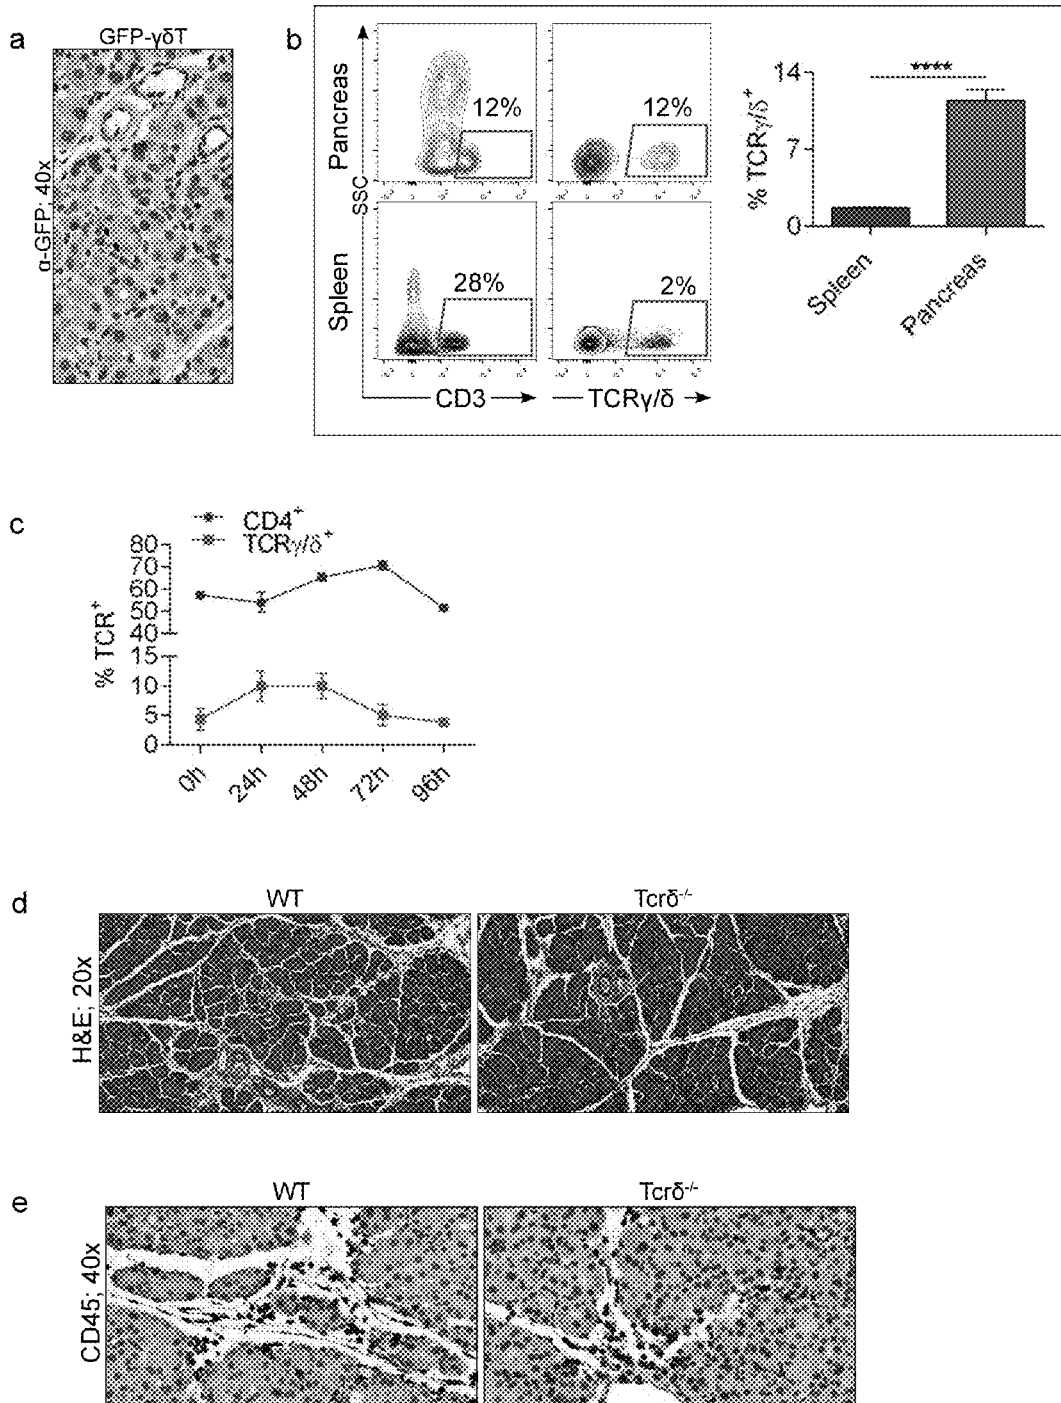 a
GFP-γδT
α-GFP; 40x
b
Pancreas
Spleen
SSC
12%
12%
28%
2%
CD3
TCRγ/δ
% TCRγ/δ⁺
14
7
0
****
Spleen
Pancreas
c
CD4⁺
TCRγ/δ⁺
% TCR⁺
80
70
60
50
40
15
10
5
0
0h
24h
48h
72h
96h
d
WT
Tcrδ⁻/⁻
H&E; 20x
e
WT
Tcrδ⁻/⁻
CD45; 40x